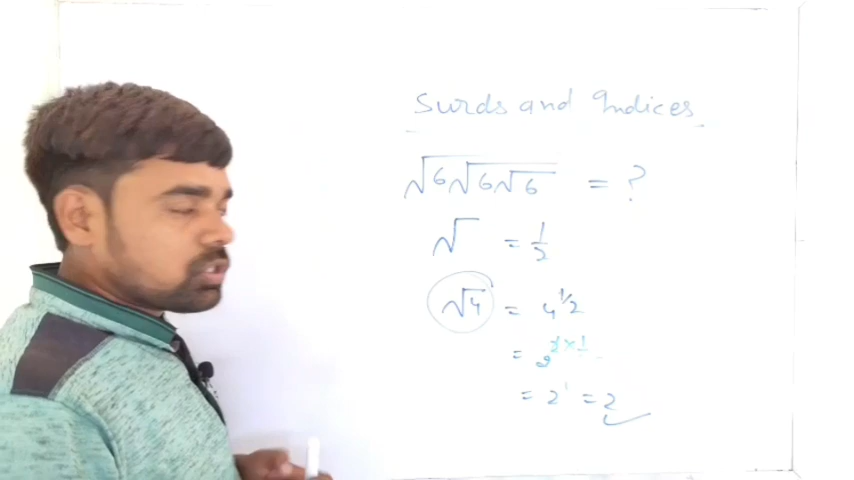 Surds and Indices
√6√6√6 = ?
√ = 1/2
√4 = 4^1/2
= 2^2×1/2
= 2^1 = 2